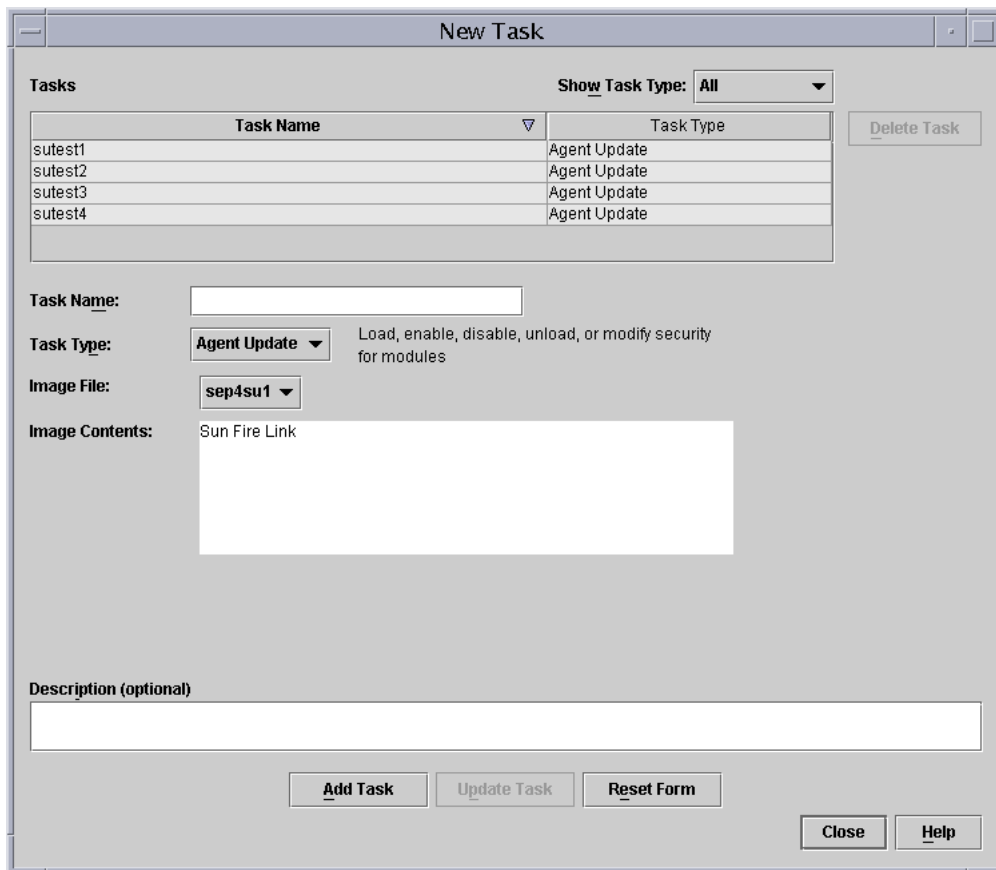 New Task
Tasks
Show Task Type: All
Task Name Task Type
sutest1 Agent Update
sutest2 Agent Update
sutest3 Agent Update
sutest4 Agent Update
Delete Task
Task Name:
Task Type: Agent Update
Load, enable, disable, unload, or modify security
for modules
Image File: sep4su1
Image Contents: Sun Fire Link
Description (optional)
Add Task Update Task Reset Form
Close Help